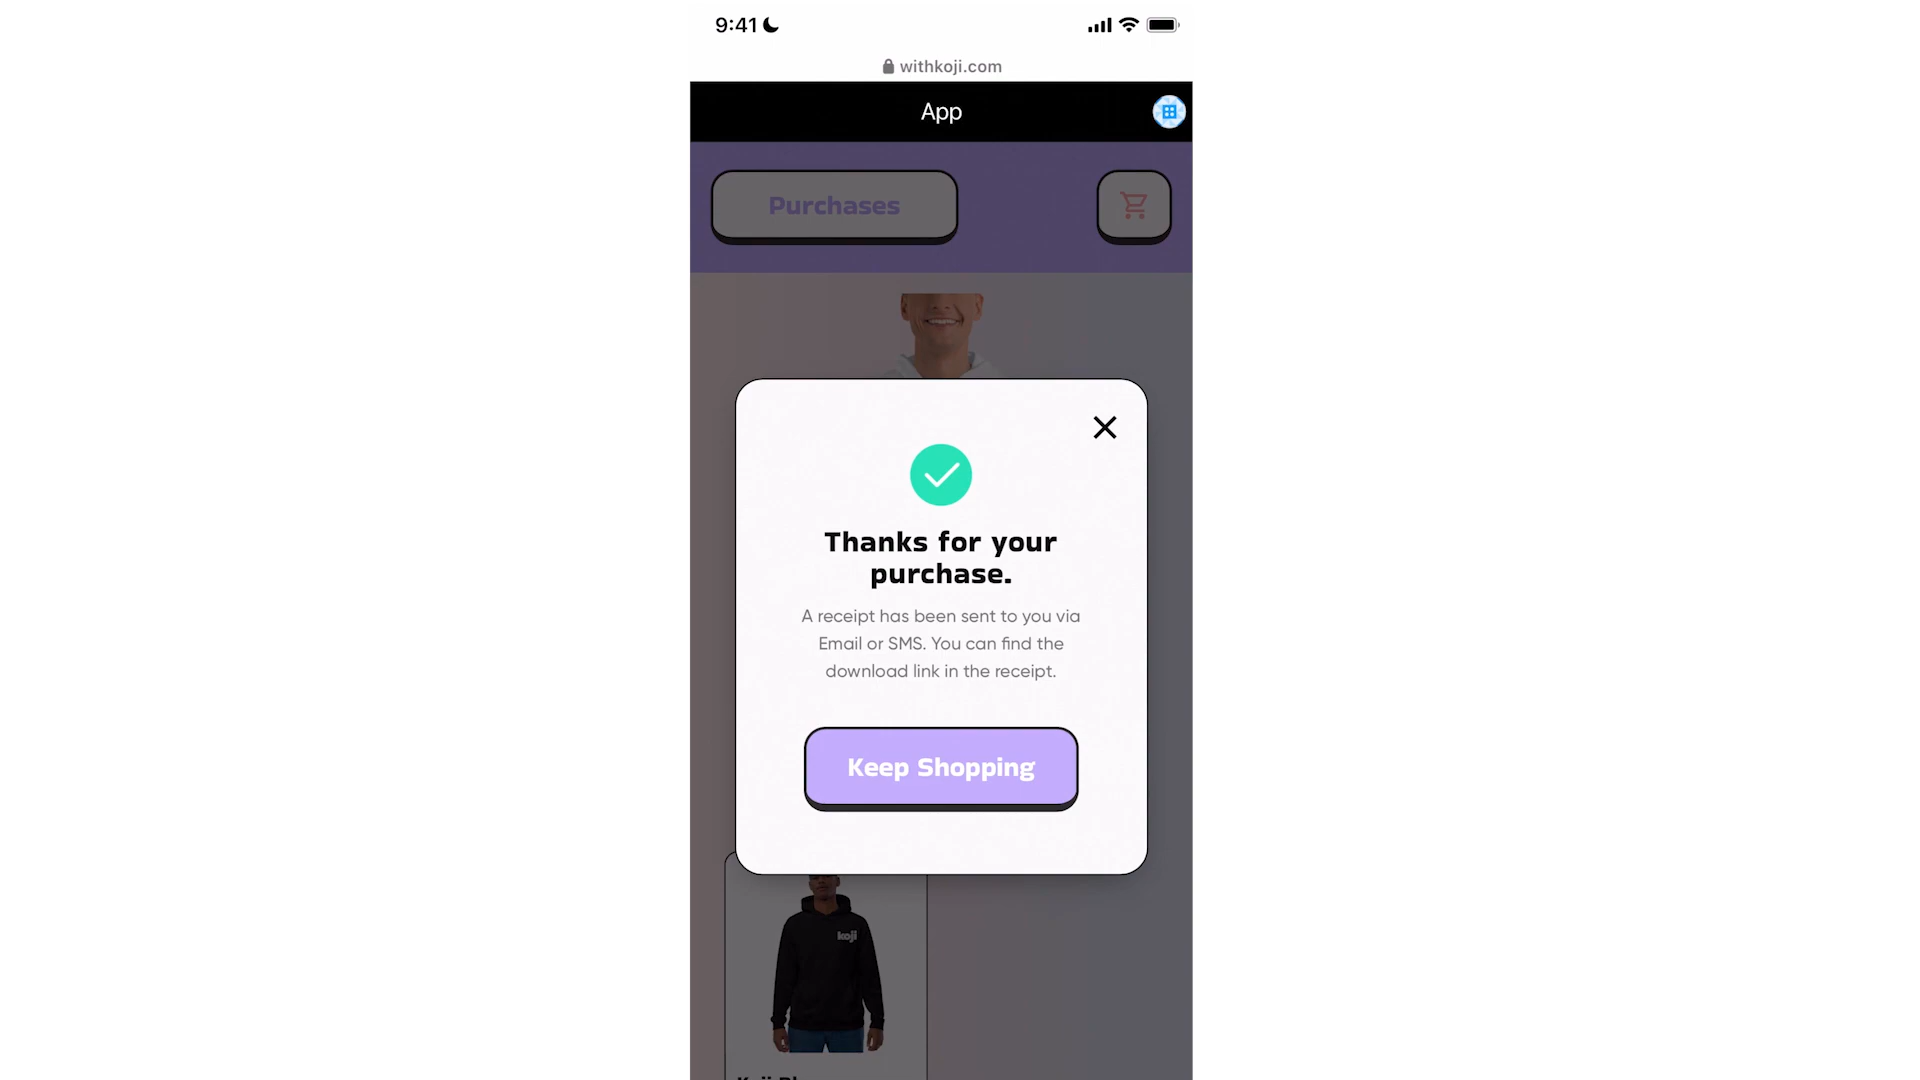 9:41
withkoji.com
App
Purchases
Thanks for your
purchase.
A receipt has been sent to you via
Email or SMS. You can find the
download link in the receipt.
Keep Shopping
koji